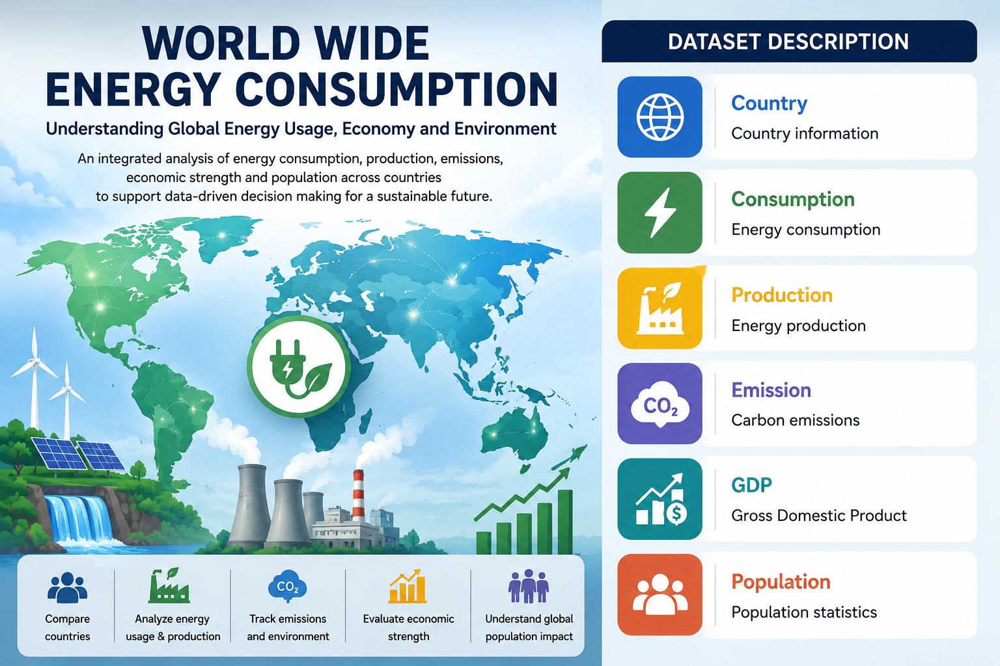 WORLD WIDE
ENERGY CONSUMPTION
Understanding Global Energy Usage, Economy and Environment
An integrated analysis of energy consumption, production, emissions,
economic strength and population across countries
to support data-driven decision making for a sustainable future.
Compare
countries
Analyze energy
usage & production
CO₂
Track emissions
and environment
Evaluate economic
strength
Understand global
population impact
DATASET DESCRIPTION
Country
Country information
Consumption
Energy consumption
Production
Energy production
CO₂
Emission
Carbon emissions
$
GDP
Gross Domestic Product
Population
Population statistics